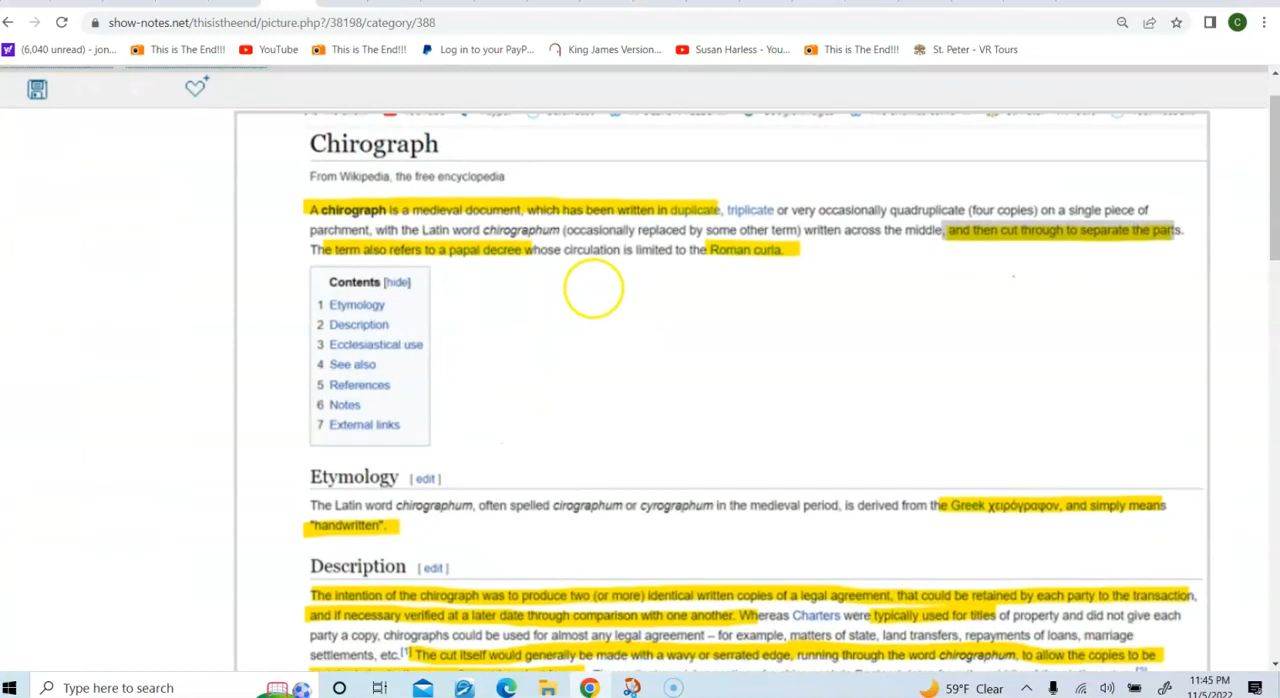 show-notes.net/thisistheend/picture.php?/38198/category/388
C
(6,040 unread) - jon...
This is The End!!!
YouTube
This is The End!!!
Log in to your PayP...
King James Version...
Susan Harless - You...
This is The End!!!
St. Peter - VR Tours
Chirograph
From Wikipedia, the free encyclopedia
A chirograph is a medieval document, which has been written in duplicate, triplicate or very occasionally quadruplicate (four copies) on a single piece of
parchment, with the Latin word chirographum (occasionally replaced by some other term) written across the middle, and then cut through to separate the parts.
The term also refers to a papal decree whose circulation is limited to the Roman curia.
Contents [hide]
1 Etymology
2 Description
3 Ecclesiastical use
4 See also
5 References
6 Notes
7 External links
Etymology [ edit ]
The Latin word chirographum, often spelled cirographum or cyrographum in the medieval period, is derived from the Greek χειρόγραφον, and simply means
"handwritten".
Description [ edit ]
The intention of the chirograph was to produce two (or more) identical written copies of a legal agreement, that could be retained by each party to the transaction,
and if necessary verified at a later date through comparison with one another. Whereas Charters were typically used for titles of property and did not give each
party a copy, chirographs could be used for almost any legal agreement – for example, matters of state, land transfers, repayments of loans, marriage
settlements, etc.[1] The cut itself would generally be made with a wavy or serrated edge, running through the word chirographum, to allow the copies to be
Type here to search
59°F Clear
11:45 PM
11/5/2022